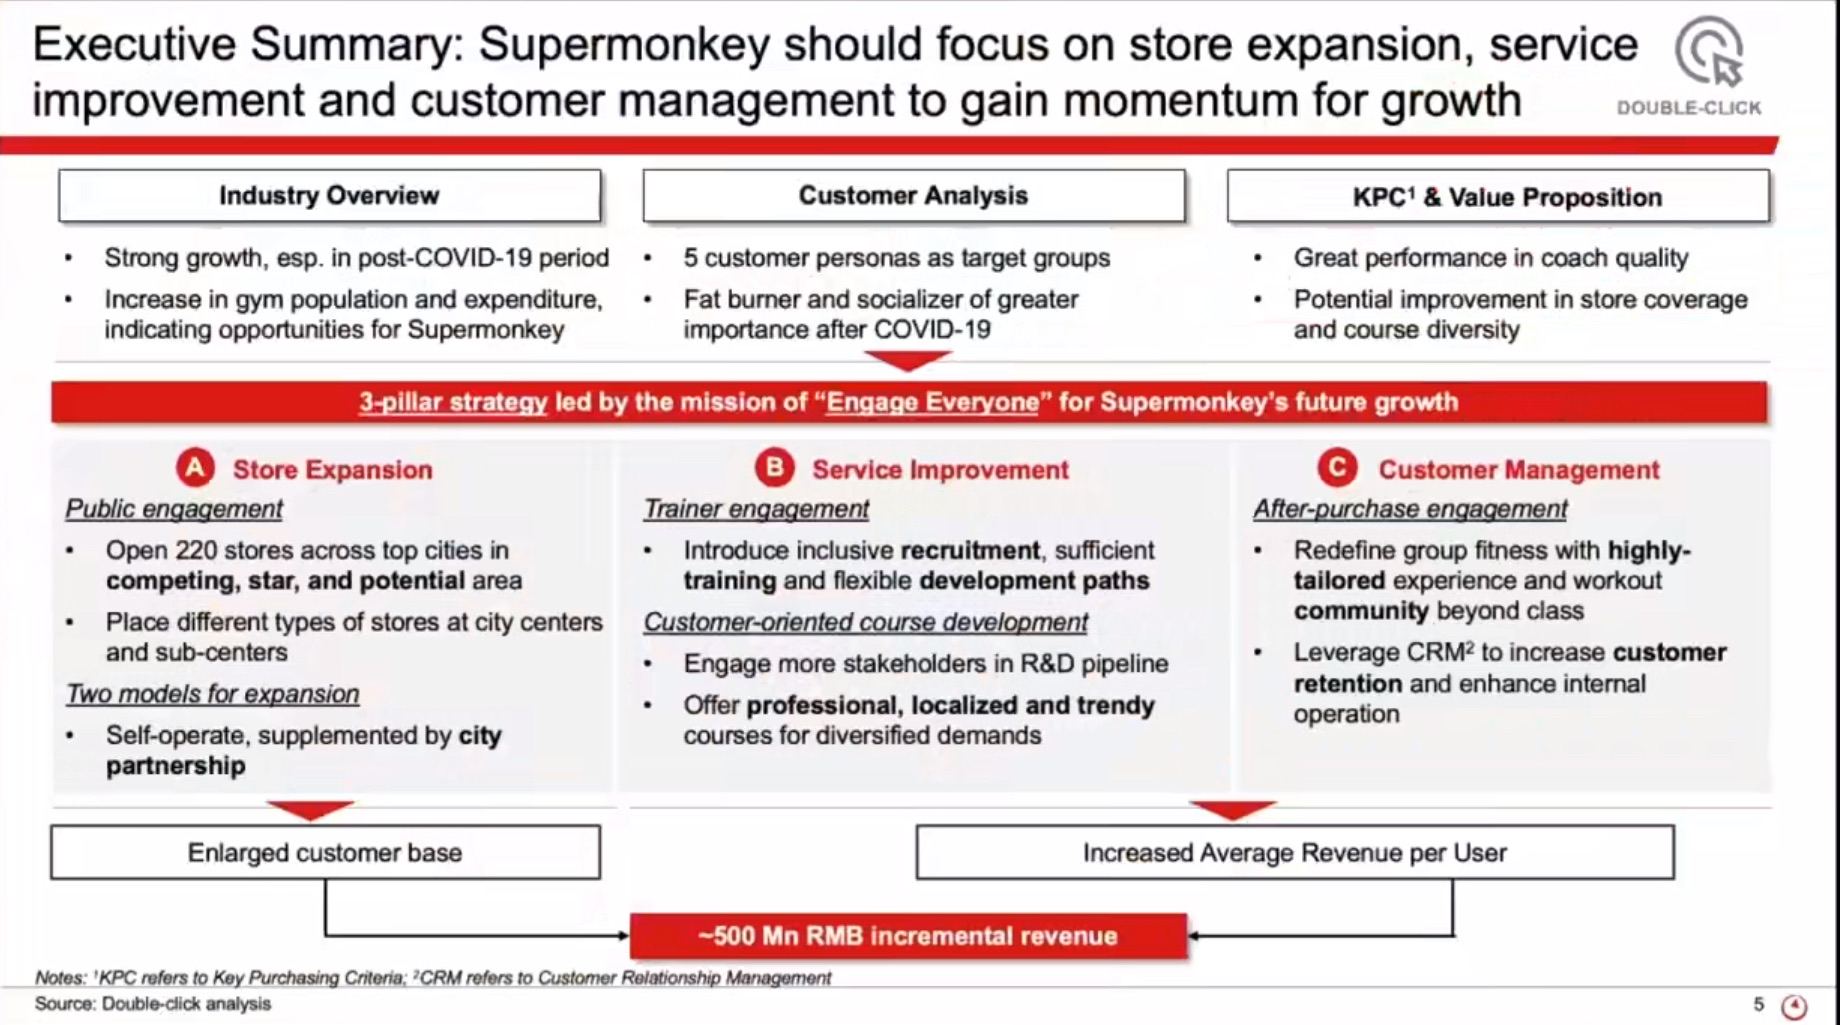 Executive Summary: Supermonkey should focus on store expansion, service
improvement and customer management to gain momentum for growth
DOUBLE-CLICK
Industry Overview
• Strong growth, esp. in post-COVID-19 period
• Increase in gym population and expenditure,
indicating opportunities for Supermonkey
Customer Analysis
• 5 customer personas as target groups
• Fat burner and socializer of greater
importance after COVID-19
KPC¹ & Value Proposition
• Great performance in coach quality
• Potential improvement in store coverage
and course diversity
3-pillar strategy led by the mission of “Engage Everyone” for Supermonkey's future growth
A Store Expansion
Public engagement
• Open 220 stores across top cities in
competing, star, and potential area
• Place different types of stores at city centers
and sub-centers
Two models for expansion
• Self-operate, supplemented by city
partnership
B Service Improvement
Trainer engagement
• Introduce inclusive recruitment, sufficient
training and flexible development paths
Customer-oriented course development
• Engage more stakeholders in R&D pipeline
• Offer professional, localized and trendy
courses for diversified demands
C Customer Management
After-purchase engagement
• Redefine group fitness with highly-
tailored experience and workout
community beyond class
• Leverage CRM² to increase customer
retention and enhance internal
operation
Enlarged customer base
Increased Average Revenue per User
~500 Mn RMB incremental revenue
Notes: ¹KPC refers to Key Purchasing Criteria; ²CRM refers to Customer Relationship Management
Source: Double-click analysis
5